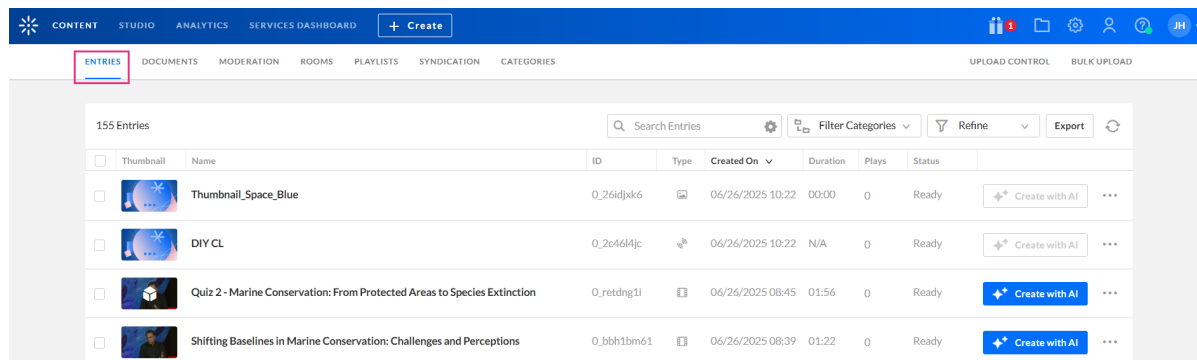 CONTENT STUDIO ANALYTICS SERVICES DASHBOARD + Create 1 JH
ENTRIES DOCUMENTS MODERATION ROOMS PLAYLISTS SYNDICATION CATEGORIES UPLOAD CONTROL BULK UPLOAD
155 Entries Search Entries Filter Categories Refine Export
Thumbnail Name ID Type Created On Duration Plays Status
Thumbnail_Space_Blue 0_26idjxk6 06/26/2025 10:22 00:00 0 Ready Create with AI
DIY CL 0_2c46l4jc 06/26/2025 10:22 N/A 0 Ready Create with AI
Quiz 2 - Marine Conservation: From Protected Areas to Species Extinction 0_retdng1i 06/26/2025 08:45 01:56 0 Ready Create with AI
Shifting Baselines in Marine Conservation: Challenges and Perceptions 0_bbh1bm61 06/26/2025 08:39 01:22 0 Ready Create with AI